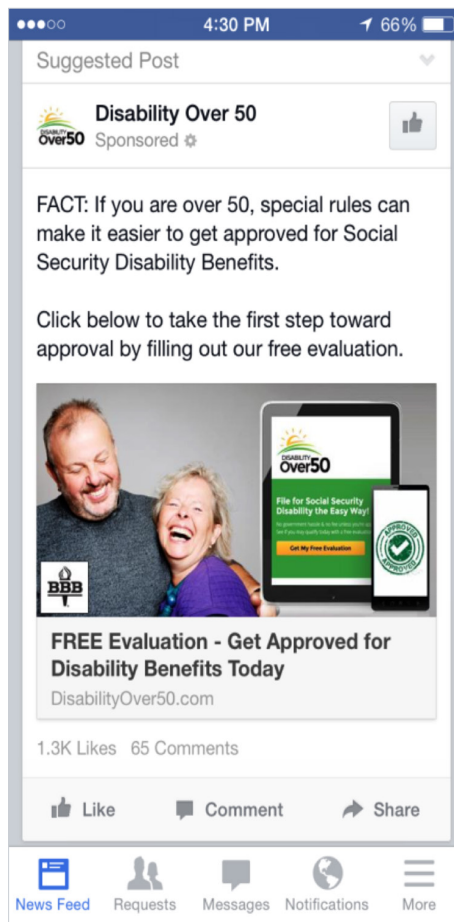 4:30 PM
66%
Suggested Post
DISABILITY
Over50
Disability Over 50
Sponsored
FACT: If you are over 50, special rules can
make it easier to get approved for Social
Security Disability Benefits.
Click below to take the first step toward
approval by filling out our free evaluation.
DISABILITY
Over50
File for Social Security
Disability the Easy Way!
Get My Free Evaluation
APPROVED
APPROVED
BBB
FREE Evaluation - Get Approved for
Disability Benefits Today
DisabilityOver50.com
1.3K Likes 65 Comments
Like Comment Share
News Feed Requests Messages Notifications More